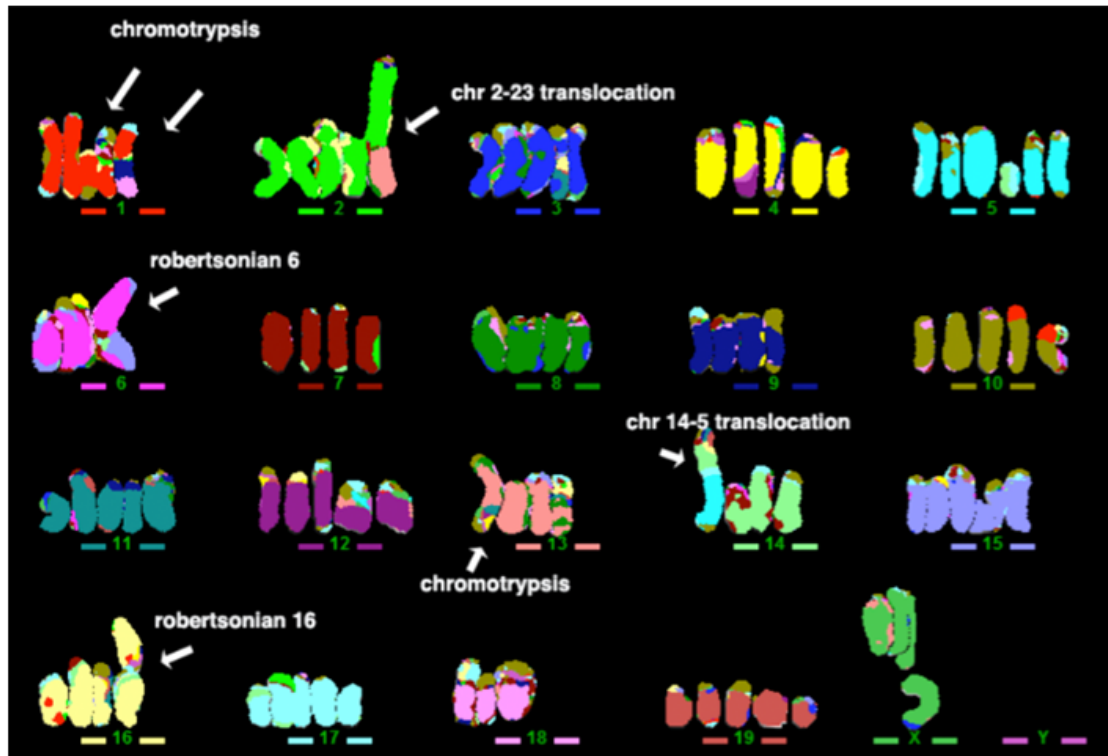 chromotrypsis
chr 2-23 translocation
1 2 3 4 5
robertsonian 6
6 7 8 9 10
chr 14-5 translocation
11 12 13 14 15
chromotrypsis
robertsonian 16
16 17 18 19 X Y